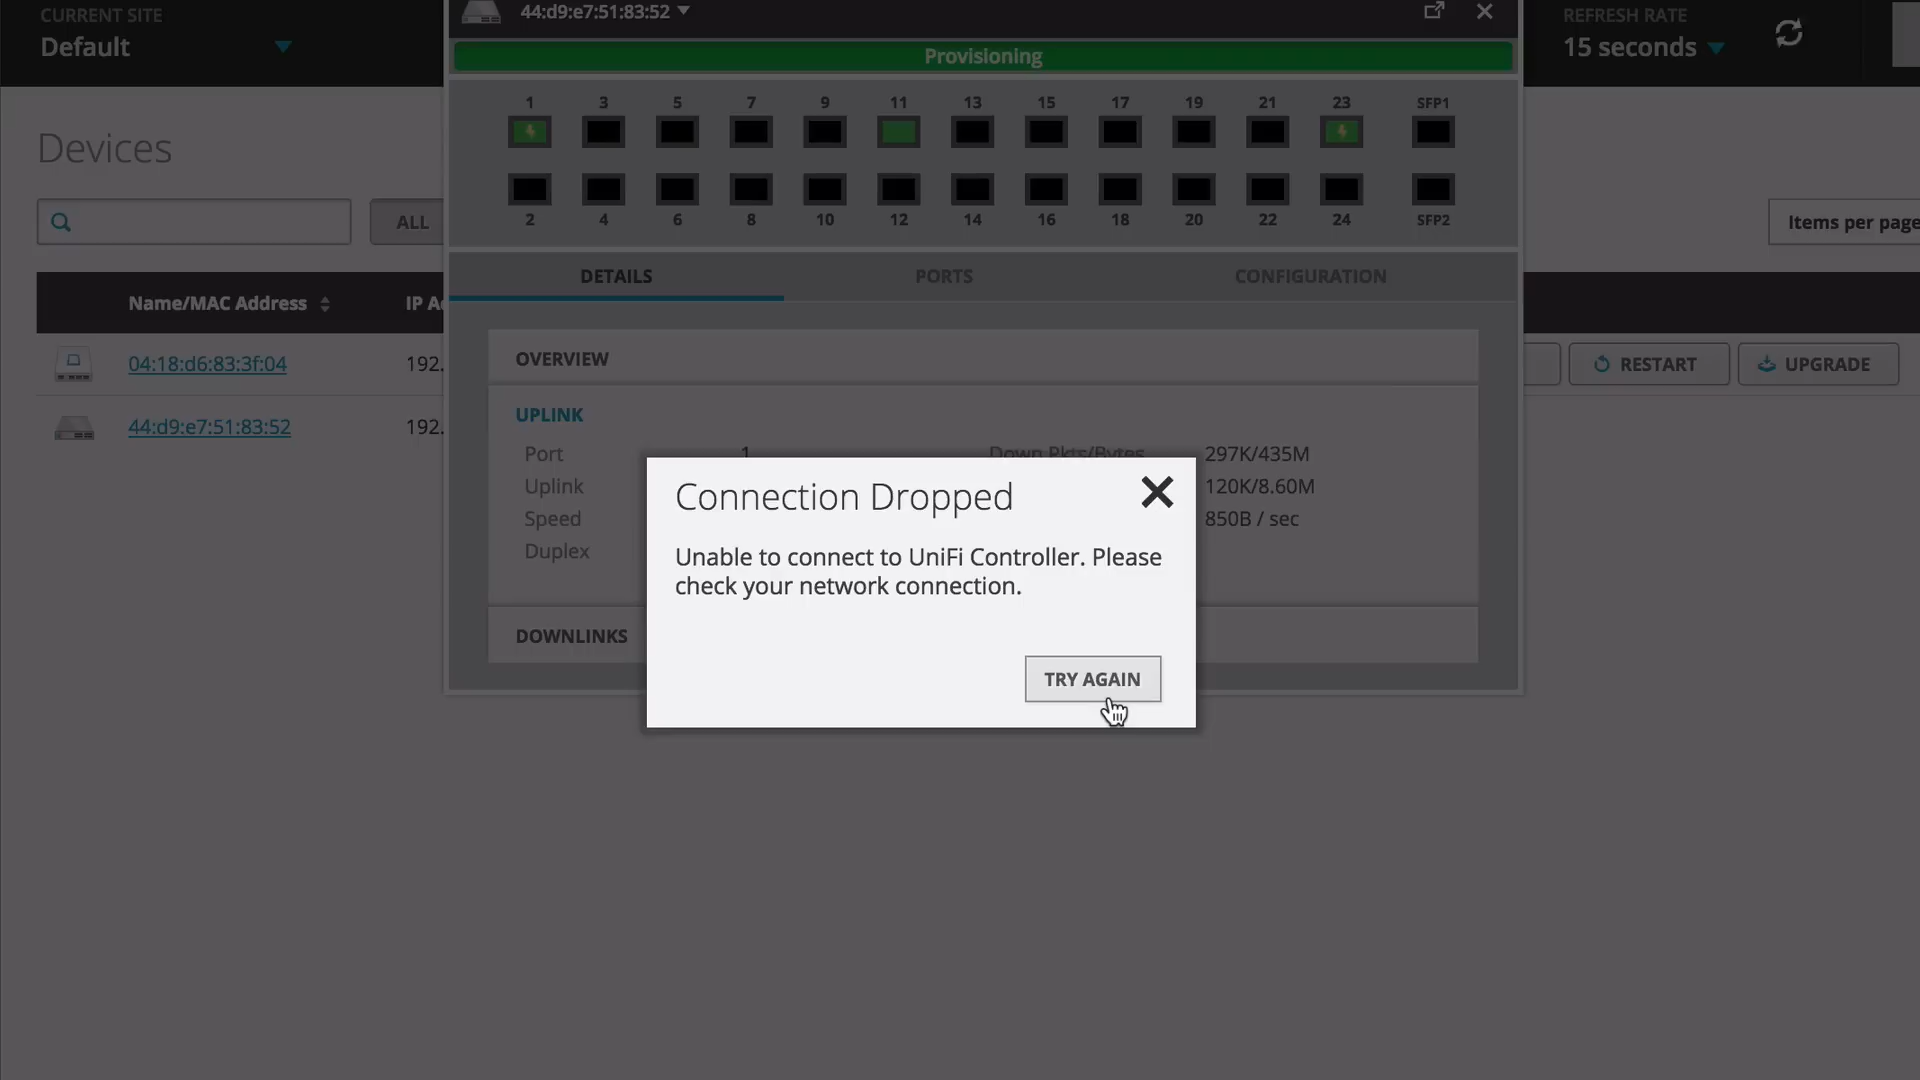 CURRENT SITE
Default
44:d9:e7:51:83:52
REFRESH RATE
15 seconds
Provisioning
1 3 5 7 9 11 13 15 17 19 21 23 SFP1
2 4 6 8 10 12 14 16 18 20 22 24 SFP2
Devices
ALL
Items per page
DETAILS PORTS CONFIGURATION
Name/MAC Address IP
04:18:d6:83:3f:04 192.
RESTART UPGRADE
44:d9:e7:51:83:52 192.
OVERVIEW
UPLINK
Port 1 Down Pkts/Bytes 297K/435M
Uplink 120K/8.60M
Speed 850B / sec
Duplex
DOWNLINKS
Connection Dropped
Unable to connect to UniFi Controller. Please
check your network connection.
TRY AGAIN